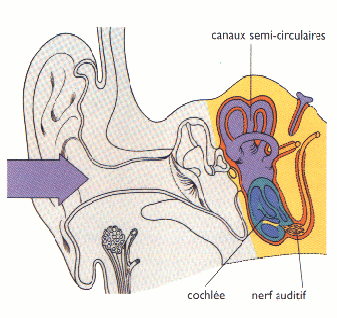 canaux semi-circulaires
cochlée
nerf auditif